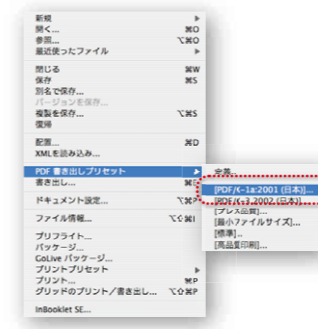 新規
開く... ⌘O
参照... ⌥⌘O
最近使ったファイル
閉じる ⌘W
保存 ⌘S
別名で保存...
バージョンを保存...
複製を保存... ⌥⌘S
復帰
配置... ⌘D
XMLを読み込み...
PDF 書き出しプリセット
定義...
書き出し... ⌘E
[PDF/X-1a:2001 (日本)]...
ドキュメント設定... ⌥⌘P
[PDF/X-3:2002 (日本)]...
[プレス品質]...
ファイル情報... ⌥⇧⌘I
[最小ファイルサイズ]...
[標準]...
プリフライト...
[高品質印刷]...
パッケージ...
GoLive パッケージ...
プリントプリセット
プリント... ⌘P
グリッドのプリント／書き出し... ⌥⇧⌘P
InBooklet SE...